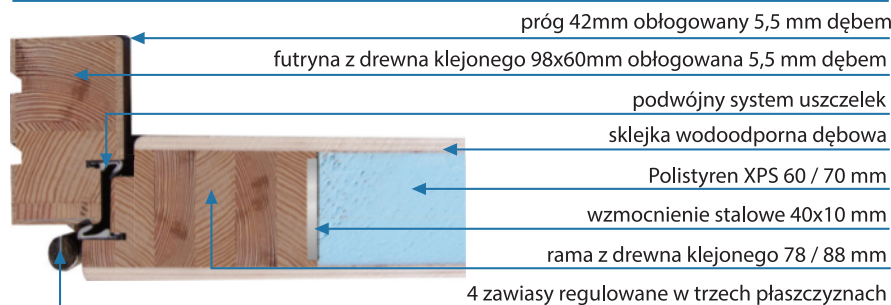 próg 42mm obłogowany 5,5 mm dębem
futryna z drewna klejonego 98x60mm obłogowana 5,5 mm dębem
podwójny system uszczelek
sklejka wodoodporna dębowa
Polistyren XPS 60 / 70 mm
wzmocnienie stalowe 40x10 mm
rama z drewna klejonego 78 / 88 mm
4 zawiasy regulowane w trzech płaszczyznach